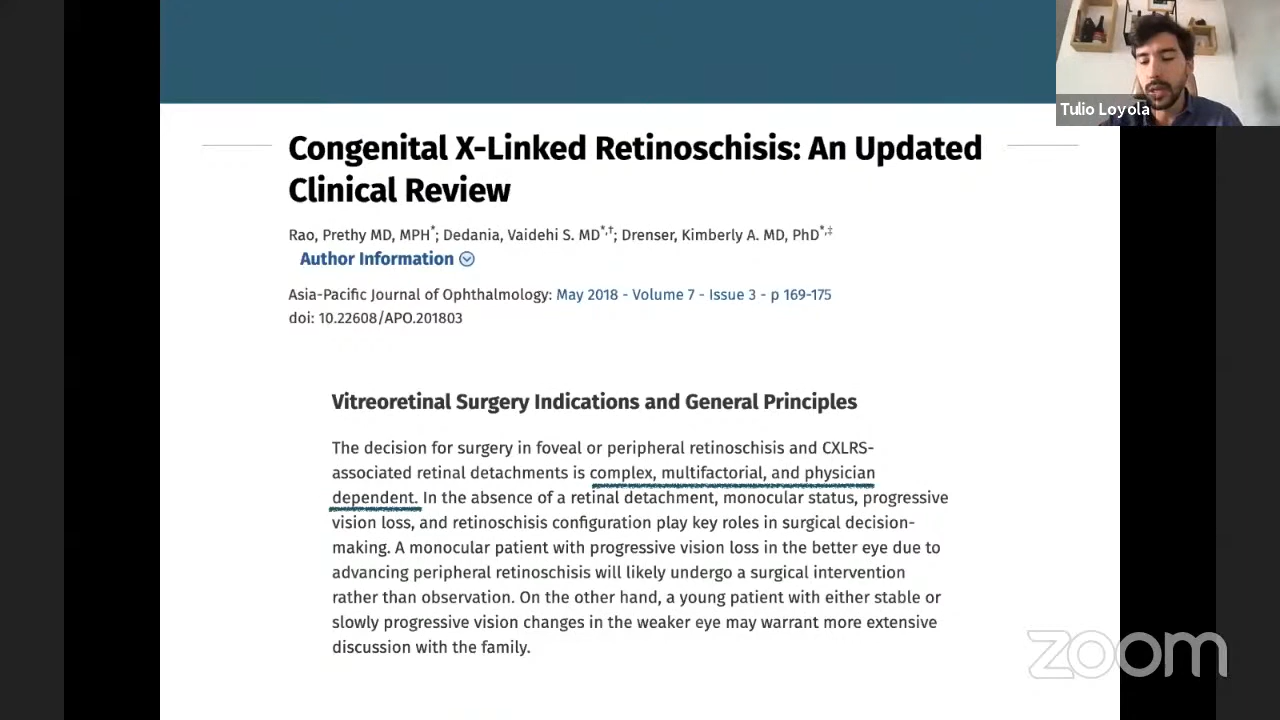 Tulio Loyola
Congenital X-Linked Retinoschisis: An Updated
Clinical Review
Rao, Prethy MD, MPH*; Dedania, Vaidehi S. MD*,†; Drenser, Kimberly A. MD, PhD*,‡
Author Information
Asia-Pacific Journal of Ophthalmology: May 2018 - Volume 7 - Issue 3 - p 169-175
doi: 10.22608/APO.201803
Vitreoretinal Surgery Indications and General Principles
The decision for surgery in foveal or peripheral retinoschisis and CXLRS-
associated retinal detachments is complex, multifactorial, and physician
dependent. In the absence of a retinal detachment, monocular status, progressive
vision loss, and retinoschisis configuration play key roles in surgical decision-
making. A monocular patient with progressive vision loss in the better eye due to
advancing peripheral retinoschisis will likely undergo a surgical intervention
rather than observation. On the other hand, a young patient with either stable or
slowly progressive vision changes in the weaker eye may warrant more extensive
discussion with the family.
zoom